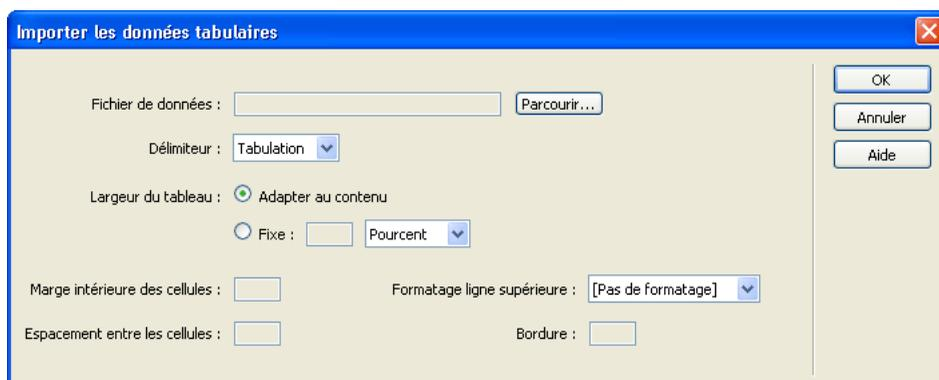 Importer les données tabulaires
Fichier de données :
Parcourir...
OK
Annuler
Aide
Délimiteur : Tabulation
Largeur du tableau : Adapter au contenu
Fixe : Pourcent
Marge intérieure des cellules :
Formatage ligne supérieure : [Pas de formatage]
Espacement entre les cellules :
Bordure :